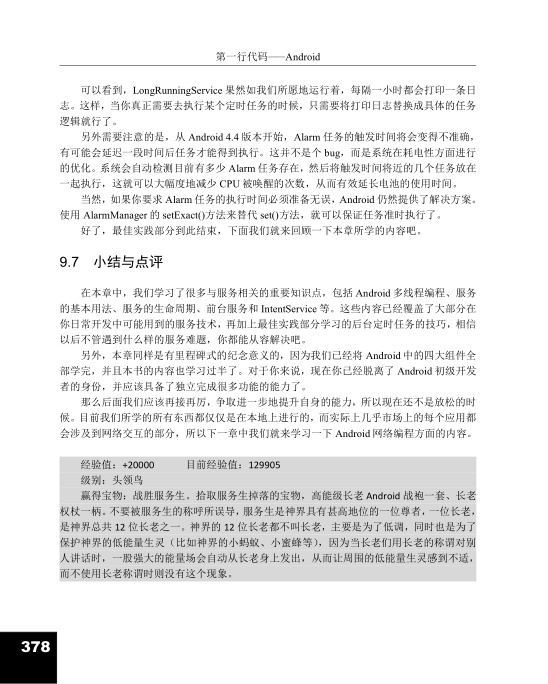 第一行代码——Android
可以看到，LongRunningService 果然如我们所愿地运行着，每隔一小时都会打印一条日
志。这样，当你真正需要去执行某个定时任务的时候，只需要将打印日志替换成具体的任务
逻辑就行了。
另外需要注意的是，从 Android 4.4 版本开始，Alarm 任务的触发时间将会变得不准确，
有可能会延迟一段时间后任务才能得到执行。这并不是个 bug，而是系统在耗电性方面进行
的优化。系统会自动检测目前有多少 Alarm 任务存在，然后将触发时间将近的几个任务放在
一起执行，这就可以大幅度地减少 CPU 被唤醒的次数，从而有效延长电池的使用时间。
当然，如果你要求 Alarm 任务的执行时间必须准备无误，Android 仍然提供了解决方案。
使用 AlarmManager 的 setExact()方法来替代 set()方法，就可以保证任务准时执行了。
好了，最佳实践部分到此结束，下面我们就来回顾一下本章所学的内容吧。
9.7 小结与点评
在本章中，我们学习了很多与服务相关的重要知识点，包括 Android 多线程编程、服务
的基本用法、服务的生命周期、前台服务和 IntentService 等。这些内容已经覆盖了大部分在
你日常开发中可能用到的服务技术，再加上最佳实践部分学习的后台定时任务的技巧，相信
以后不管遇到什么样的服务难题，你都能从容解决吧。
另外，本章同样是有里程碑式的纪念意义的，因为我们已经将 Android 中的四大组件全
部学完，并且本书的内容也学习过半了。对于你来说，现在你已经脱离了 Android 初级开发
者的身份，并应该具备了独立完成很多功能的能力了。
那么后面我们应该再接再厉，争取进一步地提升自身的能力，所以现在还不是放松的时
候。目前我们所学的所有东西都仅仅是在本地上进行的，而实际上几乎市场上的每个应用都
会涉及到网络交互的部分，所以下一章中我们就来学习一下 Android 网络编程方面的内容。
经验值：+20000 目前经验值：129905
级别：头领鸟
赢得宝物：战胜服务生。拾取服务生掉落的宝物，高能级长老 Android 战袍一套、长老
权杖一柄。不要被服务生的称呼所误导，服务生是神界具有甚高地位的一位尊者，一位长老，
是神界总共 12 位长老之一。神界的 12 位长老都不叫长老，主要是为了低调，同时也是为了
保护神界的低能量生灵（比如神界的小蚂蚁、小蜜蜂等），因为当长老们用长老的称谓对别
人讲话时，一股强大的能量场会自动从长老身上发出，从而让周围的低能量生灵感到不适，
而不使用长老称谓时则没有这个现象。
378